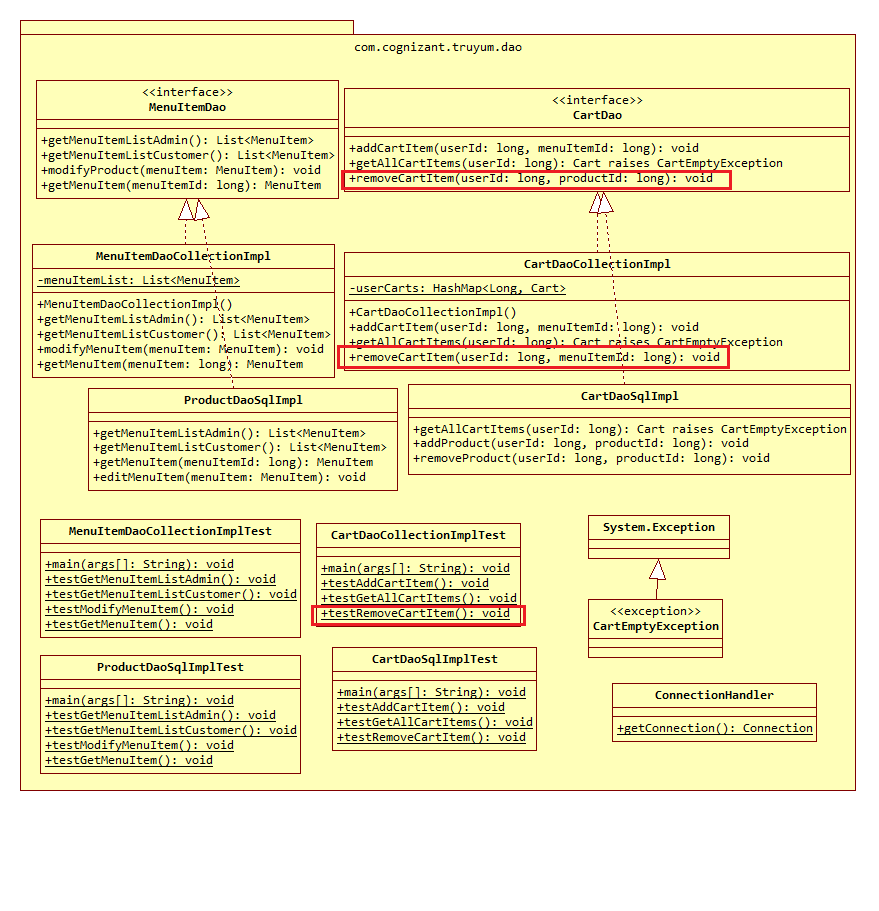 com.cognizant.truyum.dao
<<interface>>
MenuItemDao
+getMenuItemListAdmin(): List<MenuItem>
+getMenuItemListCustomer(): List<MenuItem>
+modifyProduct(menuItem: MenuItem): void
+getMenuItem(menuItemId: long): MenuItem
<<interface>>
CartDao
+addCartItem(userId: long, menuItemId: long): void
+getAllCartItems(userId: long): Cart raises CartEmptyException
+removeCartItem(userId: long, productId: long): void
MenuItemDaoCollectionImpl
-menuItemList: List<MenuItem>
+MenuItemDaoCollectionImpl()
+getMenuItemListAdmin(): List<MenuItem>
+getMenuItemListCustomer(): List<MenuItem>
+modifyMenuItem(menuItem: MenuItem): void
+getMenuItem(menuItem: long): MenuItem
CartDaoCollectionImpl
-userCarts: HashMap<Long, Cart>
+CartDaoCollectionImpl()
+addCartItem(userId: long, menuItemId: long): void
+getAllCartItems(userId: long): Cart raises CartEmptyException
+removeCartItem(userId: long, menuItemId: long): void
ProductDaoSqlImpl
+getMenuItemListAdmin(): List<MenuItem>
+getMenuItemListCustomer(): List<MenuItem>
+getMenuItem(menuItemId: long): MenuItem
+editMenuItem(menuItem: MenuItem): void
CartDaoSqlImpl
+getAllCartItems(userId: long): Cart raises CartEmptyException
+addProduct(userId: long, productId: long): void
+removeProduct(userId: long, productId: long): void
MenuItemDaoCollectionImplTest
+main(args[]: String): void
+testGetMenuItemListAdmin(): void
+testGetMenuItemListCustomer(): void
+testModifyMenuItem(): void
+testGetMenuItem(): void
CartDaoCollectionImplTest
+main(args[]: String): void
+testAddCartItem(): void
+testGetAllCartItems(): void
+testRemoveCartItem(): void
System.Exception
<<exception>>
CartEmptyException
ProductDaoSqlImplTest
+main(args[]: String): void
+testGetMenuItemListAdmin(): void
+testGetMenuItemListCustomer(): void
+testModifyMenuItem(): void
+testGetMenuItem(): void
CartDaoSqlImplTest
+main(args[]: String): void
+testAddCartItem(): void
+testGetAllCartItems(): void
+testRemoveCartItem(): void
ConnectionHandler
+getConnection(): Connection